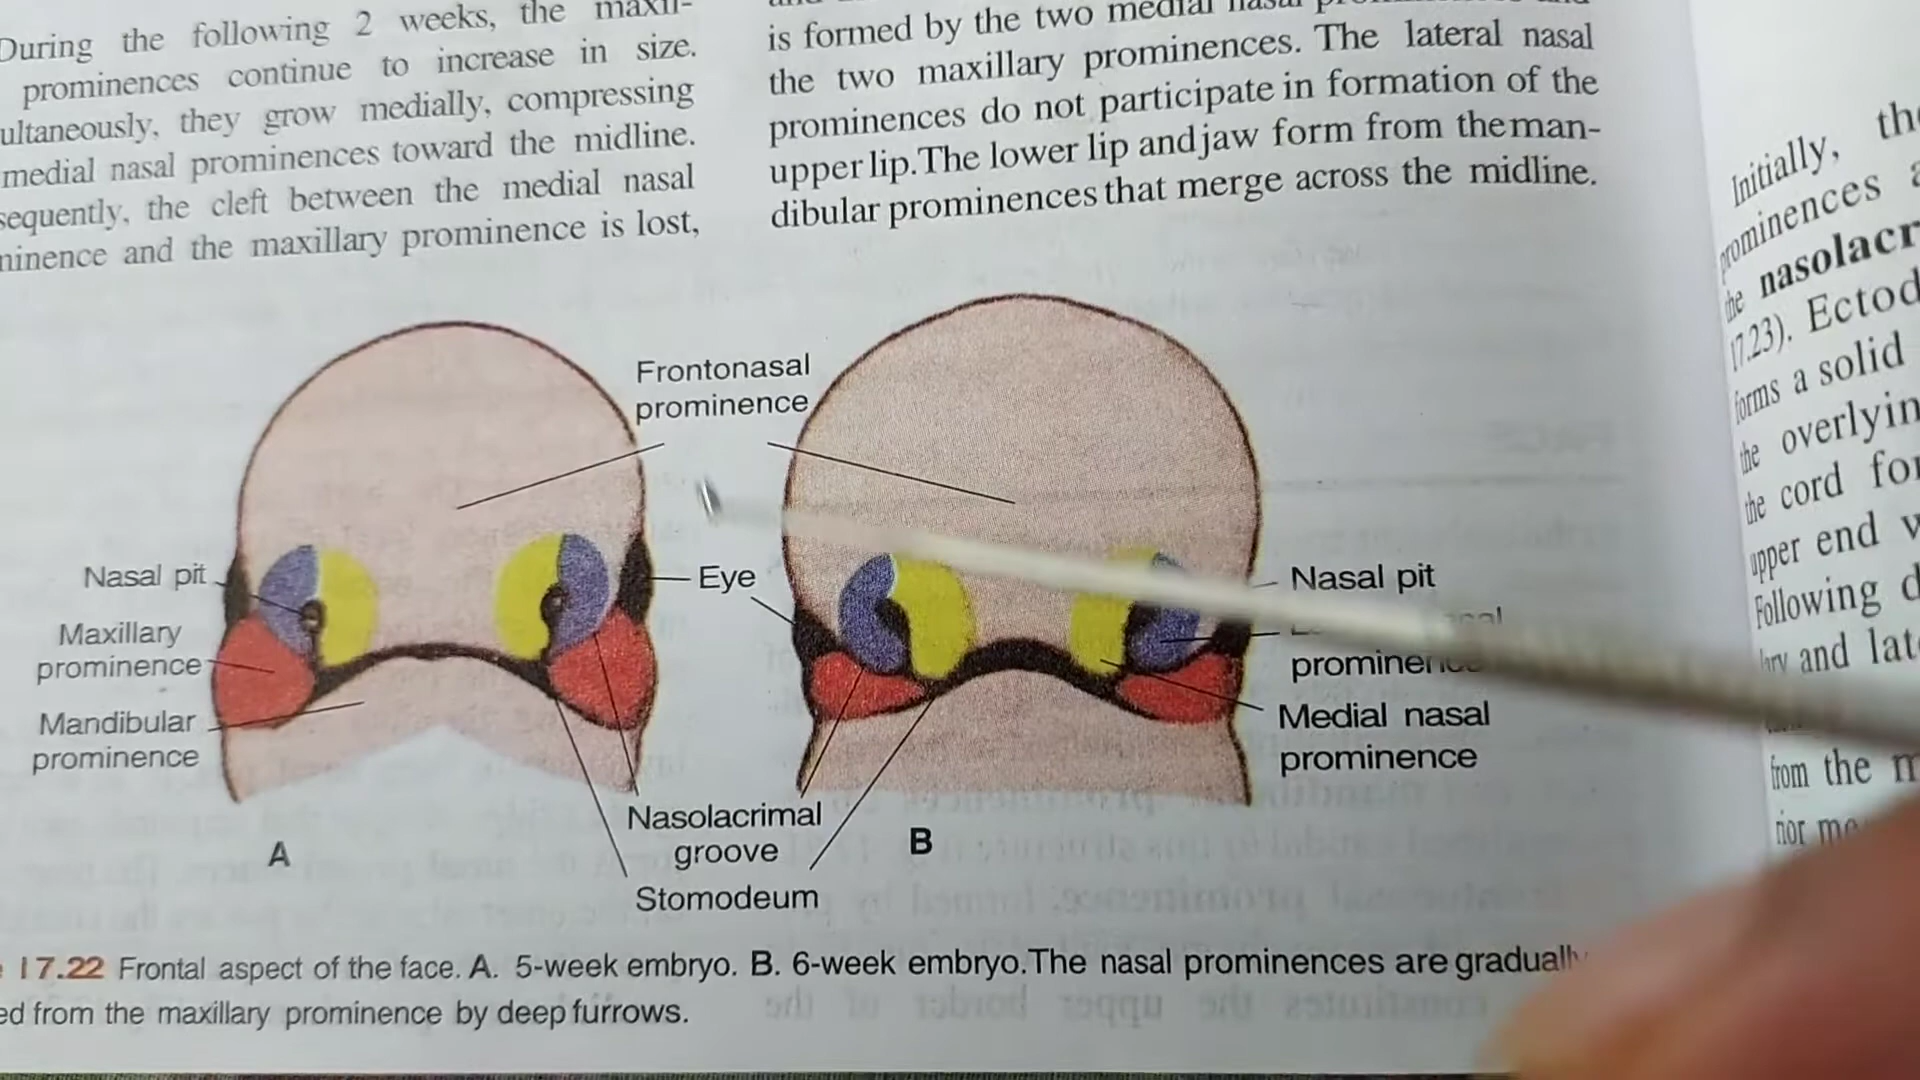 During the following 2 weeks, the maxil-
prominences continue to increase in size.
ultaneously, they grow medially, compressing
medial nasal prominences toward the midline.
sequently, the cleft between the medial nasal
minence and the maxillary prominence is lost,
is formed by the two medial nasal
the two maxillary prominences. The lateral nasal
prominences do not participate in formation of the
upper lip. The lower lip and jaw form from the man-
dibular prominences that merge across the midline.
Initially, the
prominences
the nasolacr
17.23). Ectod
forms a solid
the overlyin
the cord for
upper end
Following d
ary and lat
from the m
rior me
Frontonasal
prominence
Nasal pit
Maxillary
prominence
Mandibular
prominence
A
Eye
Nasolacrimal
groove
Stomodeum
B
Nasal pit
prominence
Medial nasal
prominence
17.22 Frontal aspect of the face. A. 5-week embryo. B. 6-week embryo. The nasal prominences are gradually
ed from the maxillary prominence by deep furrows.